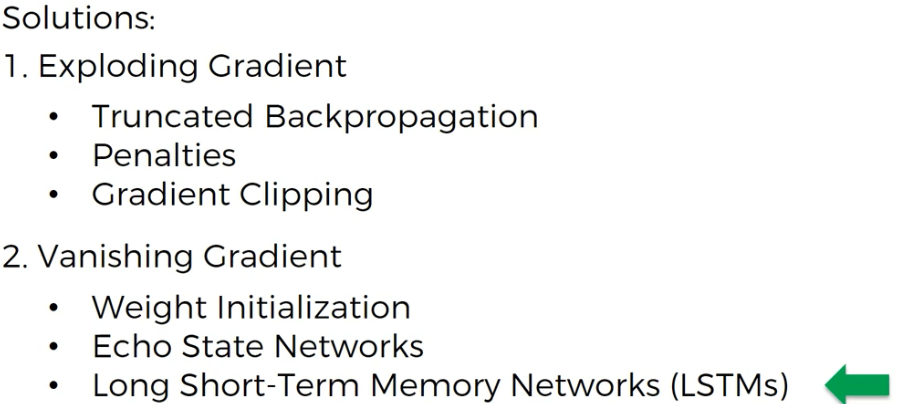 Solutions:
1. Exploding Gradient
• Truncated Backpropagation
• Penalties
• Gradient Clipping
2. Vanishing Gradient
• Weight Initialization
• Echo State Networks
• Long Short-Term Memory Networks (LSTMs)